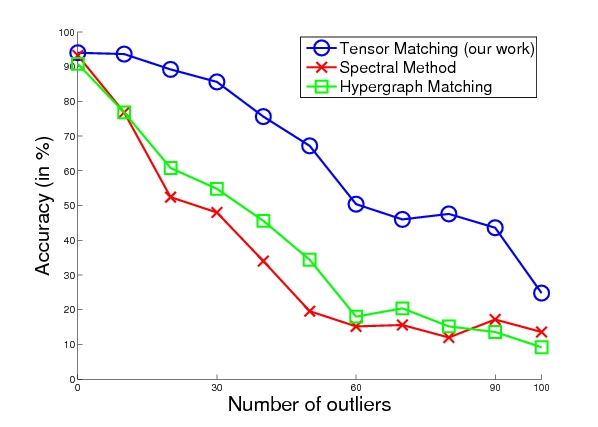 Tensor Matching (our work)
Spectral Method
Hypergraph Matching
100
90
80
70
60
50
40
30
20
10
0
Accuracy (in %)
0 30 60 90 100
Number of outliers